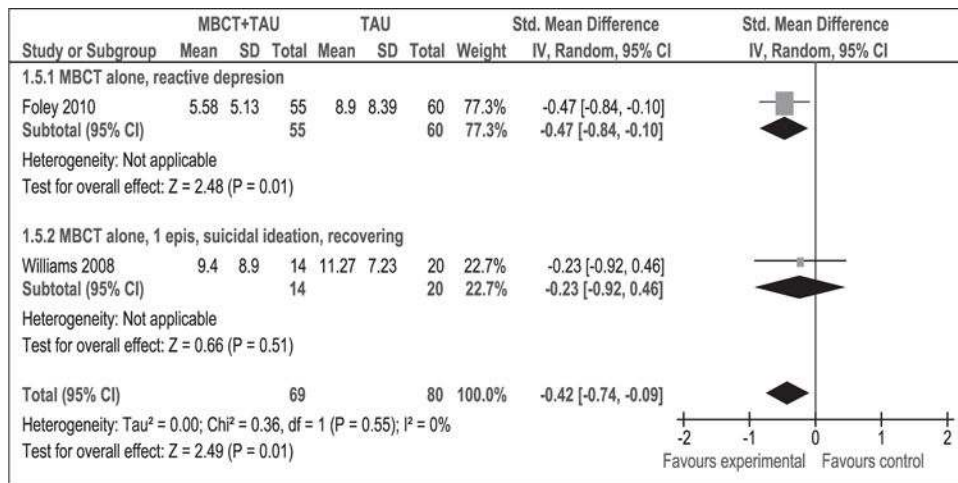 MBCT+TAU TAU Std. Mean Difference Std. Mean Difference
Study or Subgroup Mean SD Total Mean SD Total Weight IV, Random, 95% CI IV, Random, 95% CI
1.5.1 MBCT alone, reactive depresion
Foley 2010 5.58 5.13 55 8.9 8.39 60 77.3% -0.47 [-0.84, -0.10]
Subtotal (95% CI) 55 60 77.3% -0.47 [-0.84, -0.10]
Heterogeneity: Not applicable
Test for overall effect: Z = 2.48 (P = 0.01)
1.5.2 MBCT alone, 1 epis, suicidal ideation, recovering
Williams 2008 9.4 8.9 14 11.27 7.23 20 22.7% -0.23 [-0.92, 0.46]
Subtotal (95% CI) 14 20 22.7% -0.23 [-0.92, 0.46]
Heterogeneity: Not applicable
Test for overall effect: Z = 0.66 (P = 0.51)
Total (95% CI) 69 80 100.0% -0.42 [-0.74, -0.09]
Heterogeneity: Tau² = 0.00; Chi² = 0.36, df = 1 (P = 0.55); I² = 0%
Test for overall effect: Z = 2.49 (P = 0.01)
-2 -1 0 1 2
Favours experimental Favours control